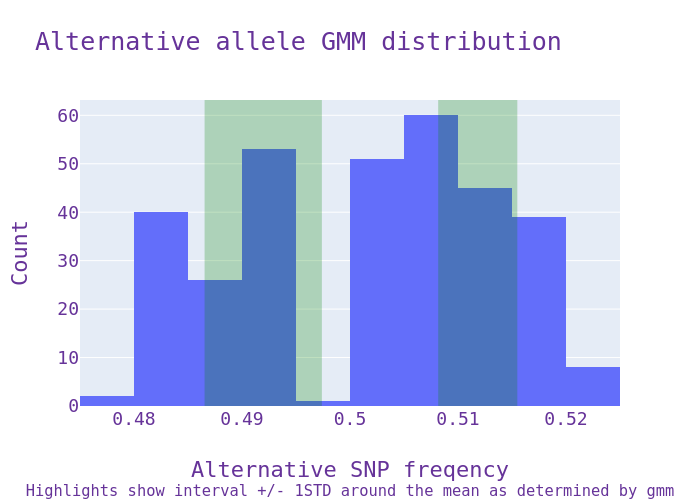 Alternative allele GMM distribution
60
50
40
30
20
10
0
Count
0.48 0.49 0.5 0.51 0.52
Alternative SNP freqency
Highlights show interval +/- 1STD around the mean as determined by gmm